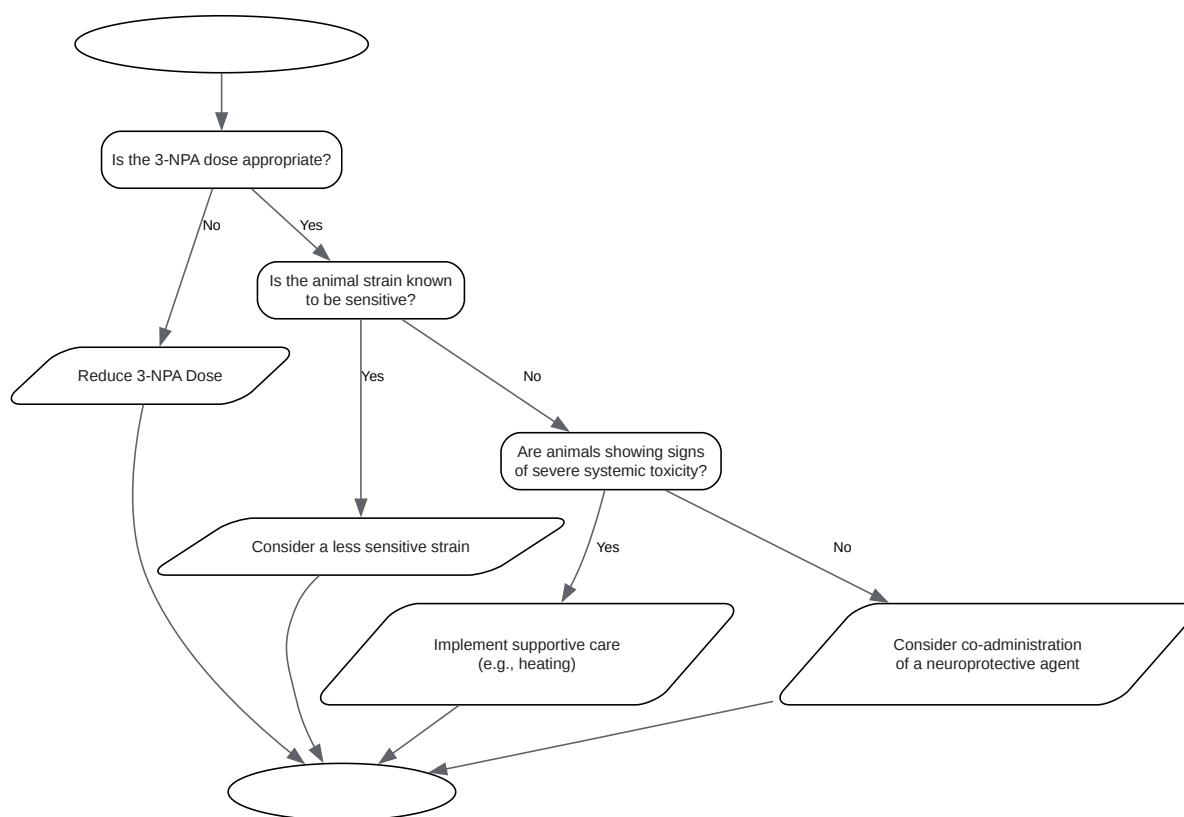 Is the 3-NPA dose appropriate?
No
Yes
Is the animal strain known
to be sensitive?
Reduce 3-NPA Dose
Yes
No
Are animals showing signs
of severe systemic toxicity?
Consider a less sensitive strain
Yes
No
Implement supportive care
(e.g., heating)
Consider co-administration
of a neuroprotective agent